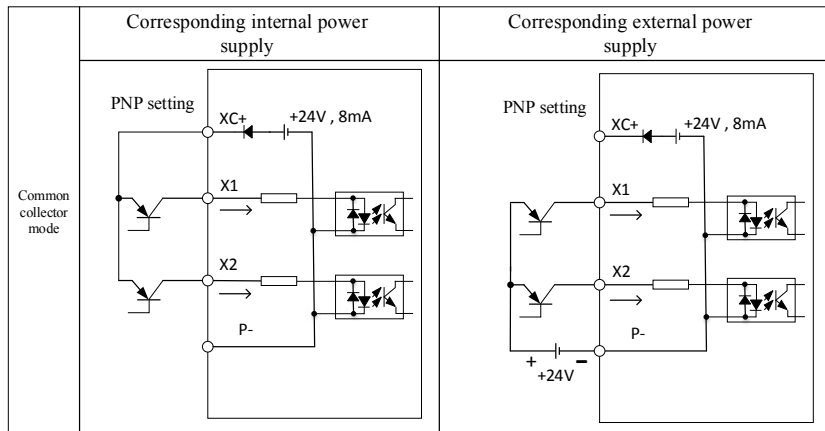 Corresponding internal power
supply
Corresponding external power
supply
Common
collector
mode
PNP setting
XC+
+24V , 8mA
X1
X2
P-
PNP setting
XC+
+24V , 8mA
X1
X2
P-
+ −
+24V